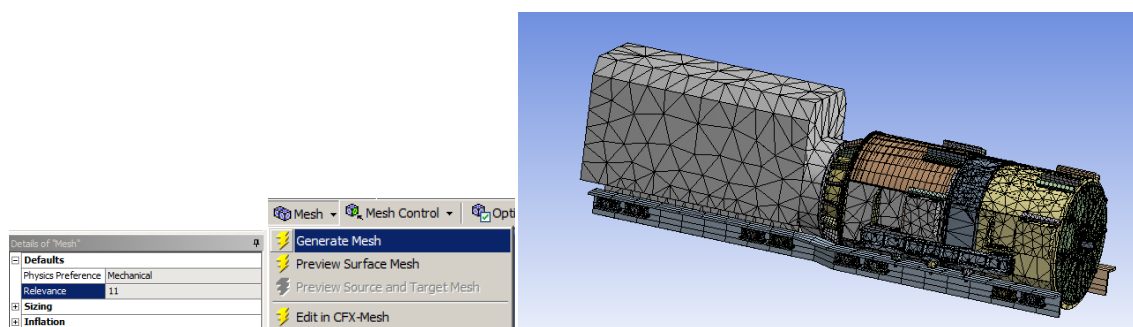 Mesh Mesh Control Opti
Generate Mesh
Preview Surface Mesh
Preview Source and Target Mesh
Edit in CFX-Mesh
Details of "Mesh"
Defaults
Physics Preference Mechanical
Relevance 11
Sizing
Inflation